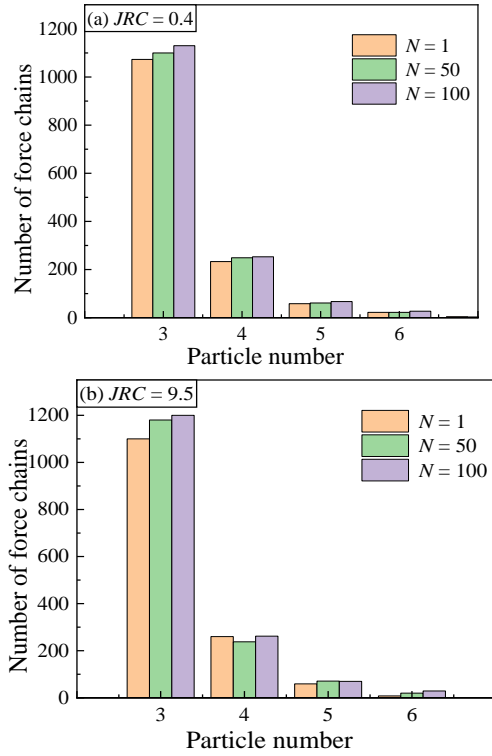 (a) JRC = 0.4
N = 1
N = 50
N = 100
1200
1000
800
600
400
200
0
Number of force chains
3 4 5 6
Particle number
(b) JRC = 9.5
N = 1
N = 50
N = 100
1200
1000
800
600
400
200
0
Number of force chains
3 4 5 6
Particle number